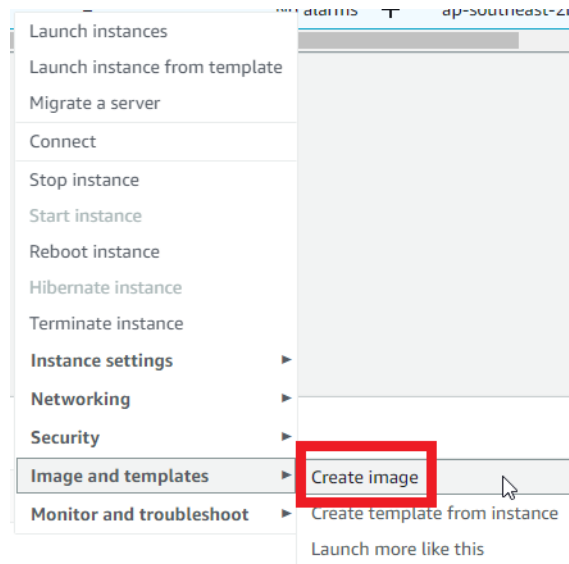 No alarms + ap-southeast-2
Launch instances
Launch instance from template
Migrate a server
Connect
Stop instance
Start instance
Reboot instance
Hibernate instance
Terminate instance
Instance settings
Networking
Security
Image and templates
Create image
Monitor and troubleshoot
Create template from instance
Launch more like this